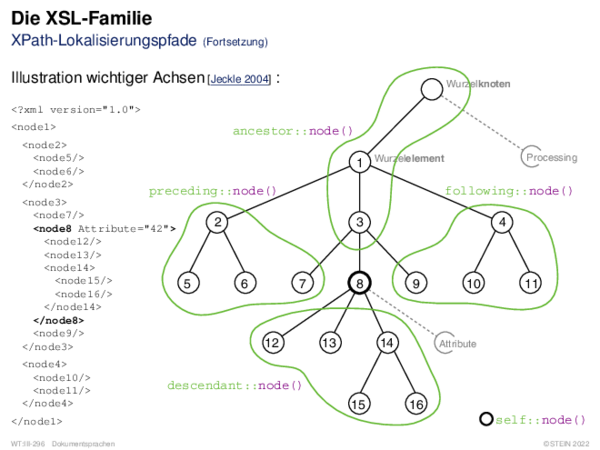 Die XSL-Familie
XPath-Lokalisierungspfade (Fortsetzung)
Illustration wichtiger Achsen [Jeckle 2004] :
<?xml version="1.0">
<node1>
<node2>
<node5/>
<node6/>
</node2>
<node3>
<node7/>
<node8 Attribute="42">
<node12/>
<node13/>
<node14>
<node15/>
<node16/>
</node14>
</node8>
<node9/>
</node3>
<node4>
<node10/>
<node11/>
</node4>
</node1>
Wurzelknoten
ancestor::node()
Processing
1 Wurzelelement
preceding::node()
following::node()
2 3 4
5 6 7 8 9 10 11
12 13 14 Attribute
descendant::node()
15 16
self::node()
WT:III-296 Dokumentsprachen
©STEIN 2022